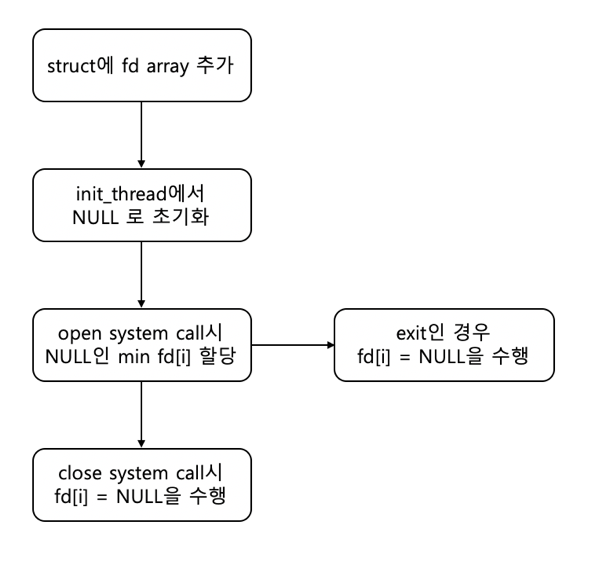 struct에 fd array 추가
init_thread에서
NULL 로 초기화
open system call시
NULL인 min fd[i] 할당
exit인 경우
fd[i] = NULL을 수행
close system call시
fd[i] = NULL을 수행